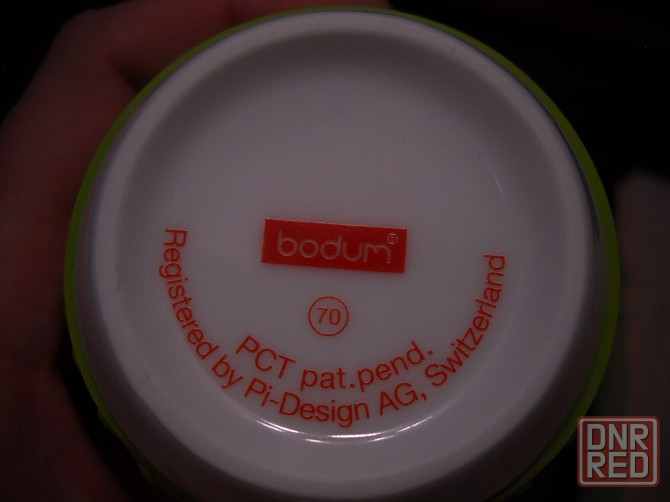 bodum®
70
PCT pat.pend.
Registered by Pi-Design AG, Switzerland
DNR
RED